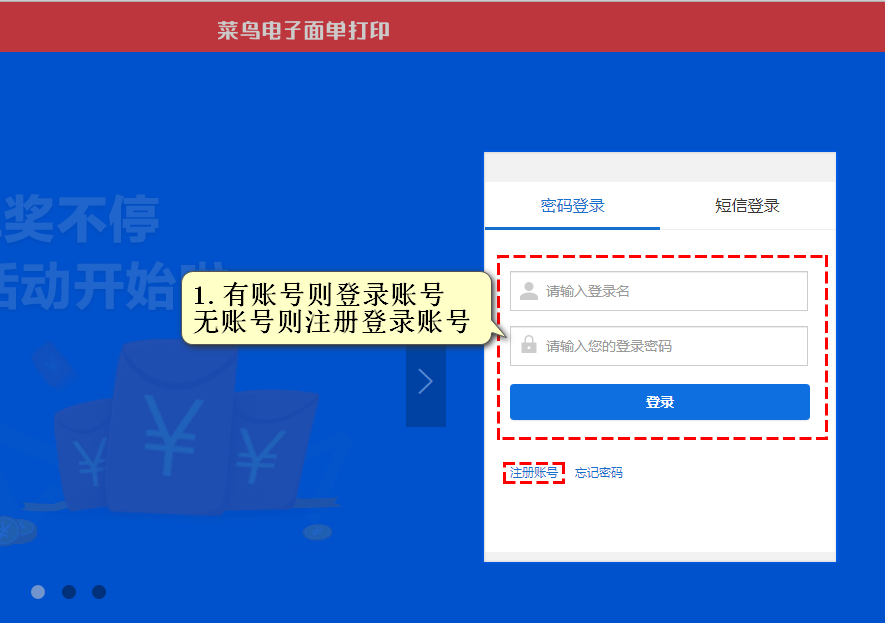 菜鸟电子面单打印
奖不停
活动开始啦
密码登录
短信登录
1.有账号则登录账号
无账号则注册登录账号
请输入登录名
请输入您的登录密码
登录
注册账号
忘记密码
¥
¥
¥